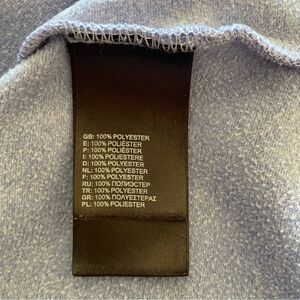 GB: 100% POLYESTER
E: 100% POLIÉSTER
P: 100% POLIÉSTER
I: 100% POLIESTERE
D: 100% POLYESTER
NL: 100% POLYESTER
F: 100% POLYESTER
RU: 100% ПОЛИЭСТЕР
TR: 100% POLYESTER
GR: 100% ΠΟΛΥΕΣΤΕΡΑΣ
PL: 100% POLIESTER